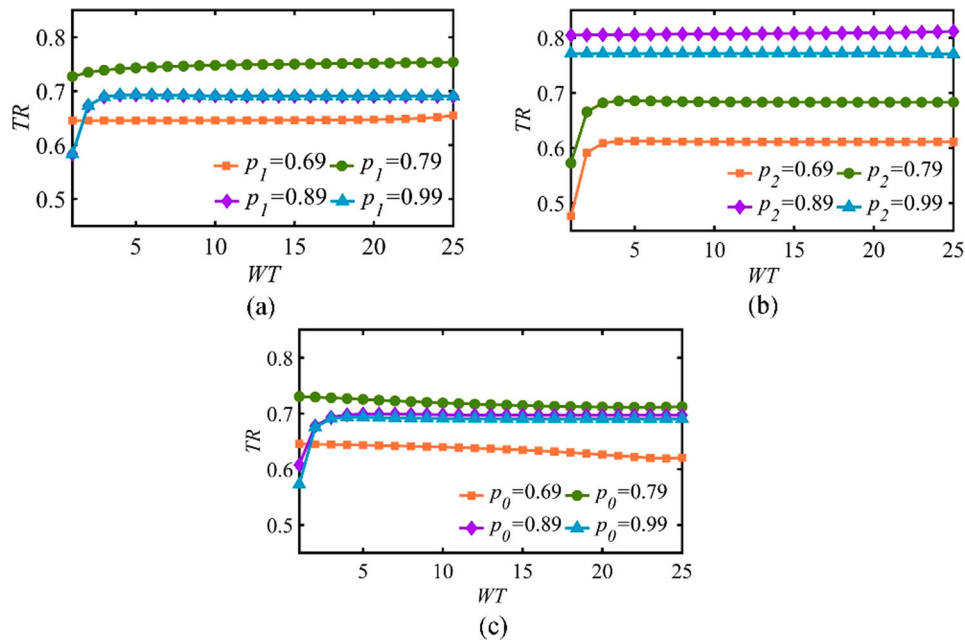 0.8
0.7
0.6
0.5
TR
p1=0.69 p1=0.79
p1=0.89 p1=0.99
5 10 15 20 25
WT
(a)
0.8
0.7
0.6
0.5
TR
p2=0.69 p2=0.79
p2=0.89 p2=0.99
5 10 15 20 25
WT
(b)
0.8
0.7
0.6
0.5
TR
p0=0.69 p0=0.79
p0=0.89 p0=0.99
5 10 15 20 25
WT
(c)